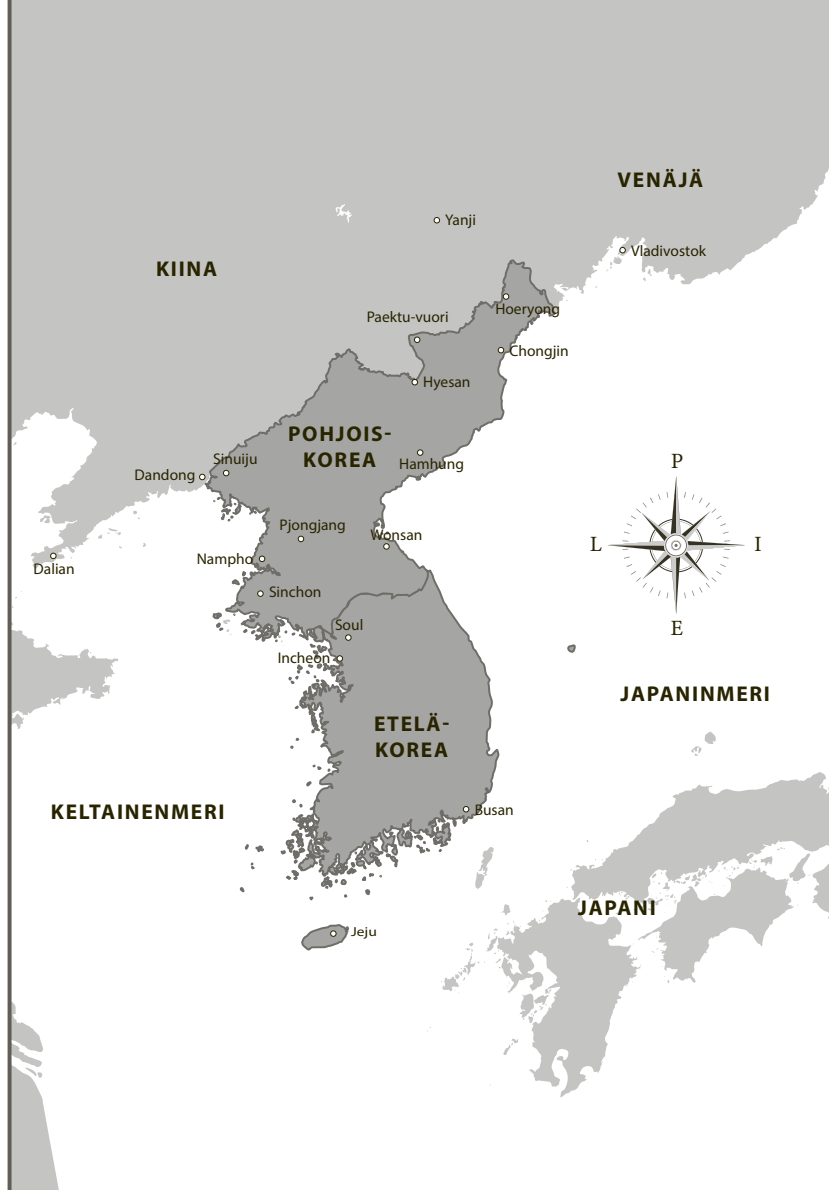 VENÄJÄ
Yanji
Vladivostok
KIINA
Hoeryong
Paektu-vuori
Chongjin
Hyesan
POHJOIS-
KOREA
Sinuiju
Hamhung
Dandong
P
Pjongjang
Wonsan
L
I
Nampho
Dalian
Sinchon
Soul
E
Incheon
JAPANINMERI
ETELÄ-
KOREA
KELTAINENMERI
Busan
JAPANI
Jeju